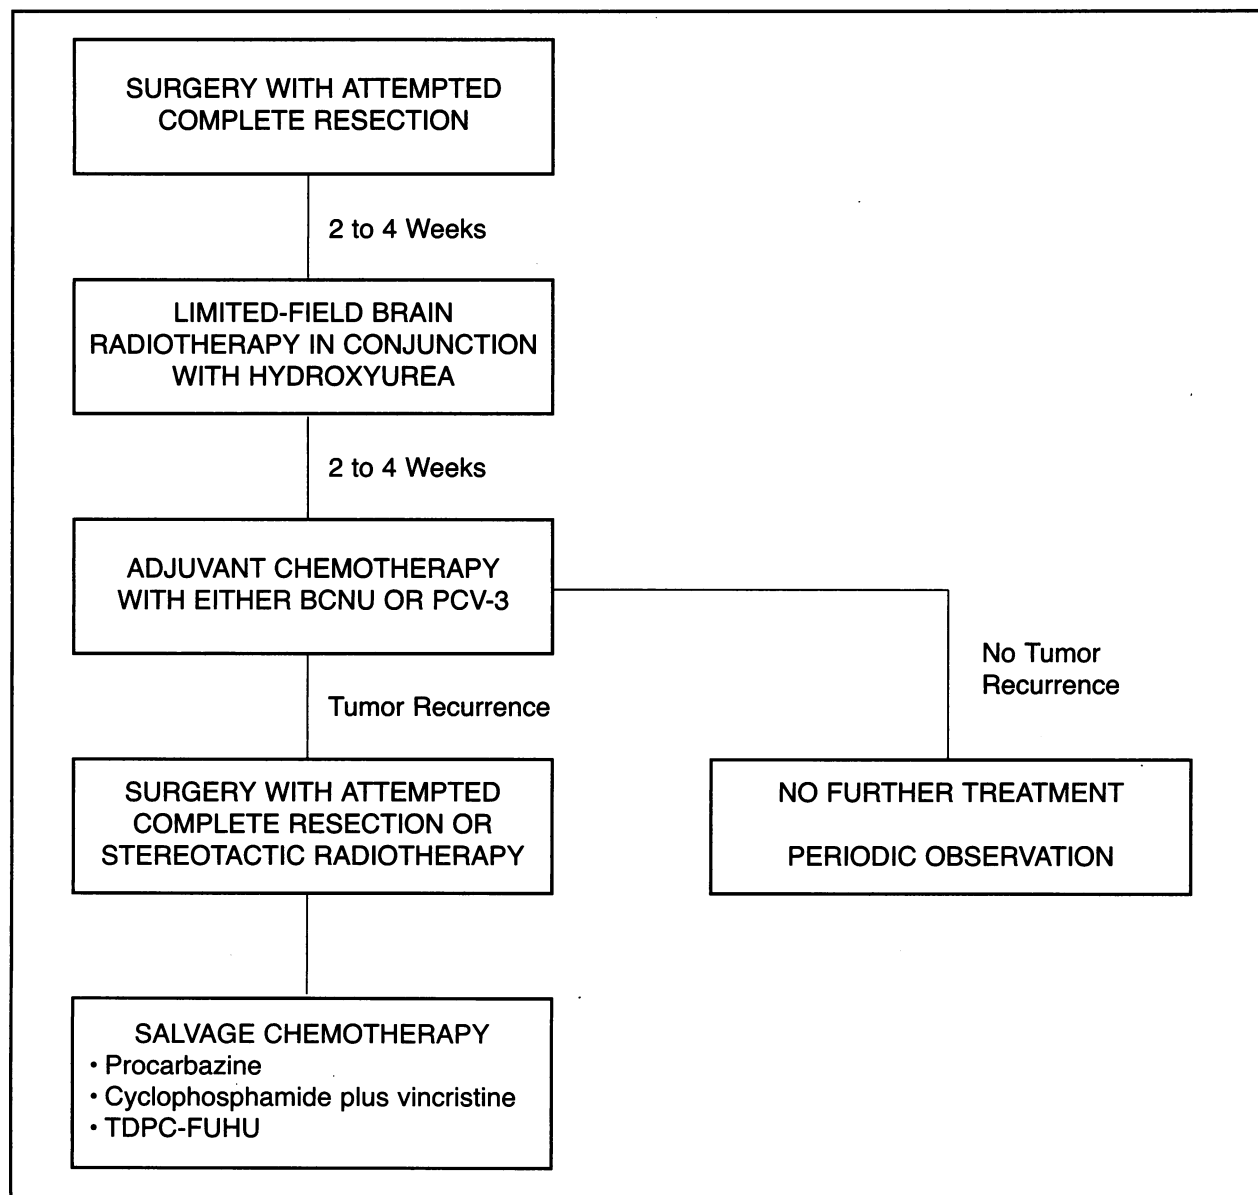 SURGERY WITH ATTEMPTED
COMPLETE RESECTION
2 to 4 Weeks
LIMITED-FIELD BRAIN
RADIOTHERAPY IN CONJUNCTION
WITH HYDROXYUREA
2 to 4 Weeks
ADJUVANT CHEMOTHERAPY
WITH EITHER BCNU OR PCV-3
No Tumor
Recurrence
Tumor Recurrence
SURGERY WITH ATTEMPTED
COMPLETE RESECTION OR
STEREOTACTIC RADIOTHERAPY
NO FURTHER TREATMENT
PERIODIC OBSERVATION
SALVAGE CHEMOTHERAPY
• Procarbazine
• Cyclophosphamide plus vincristine
• TDPC-FUHU